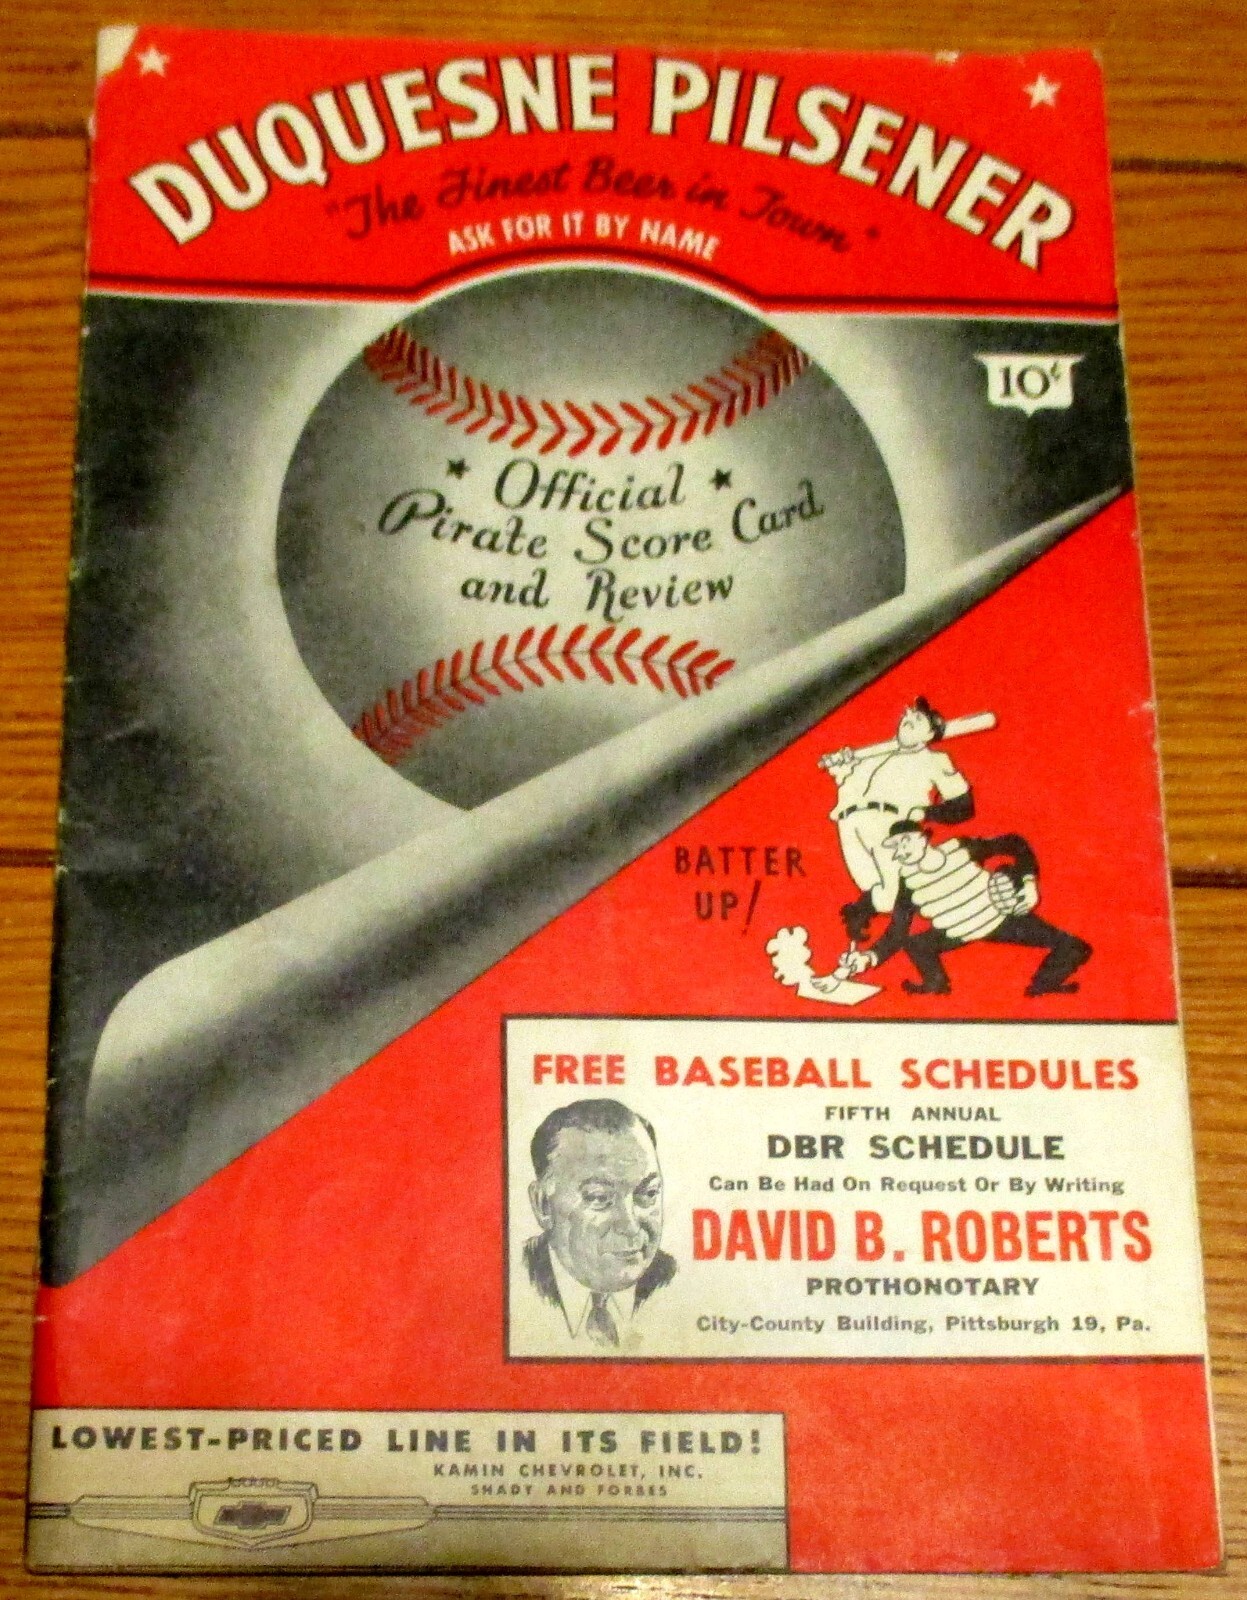 DUQUESNE PILSENER
"The Finest Beer in Town"
ASK FOR IT BY NAME
10¢
Official
Pirate Score Card
and Review
BATTER
UP!
FREE BASEBALL SCHEDULES
FIFTH ANNUAL
DBR SCHEDULE
Can Be Had On Request Or By Writing
DAVID B. ROBERTS
PROTHONOTARY
City-County Building, Pittsburgh 19, Pa.
LOWEST-PRICED LINE IN ITS FIELD!
KAMIN CHEVROLET, INC.
SHADY AND FORBES